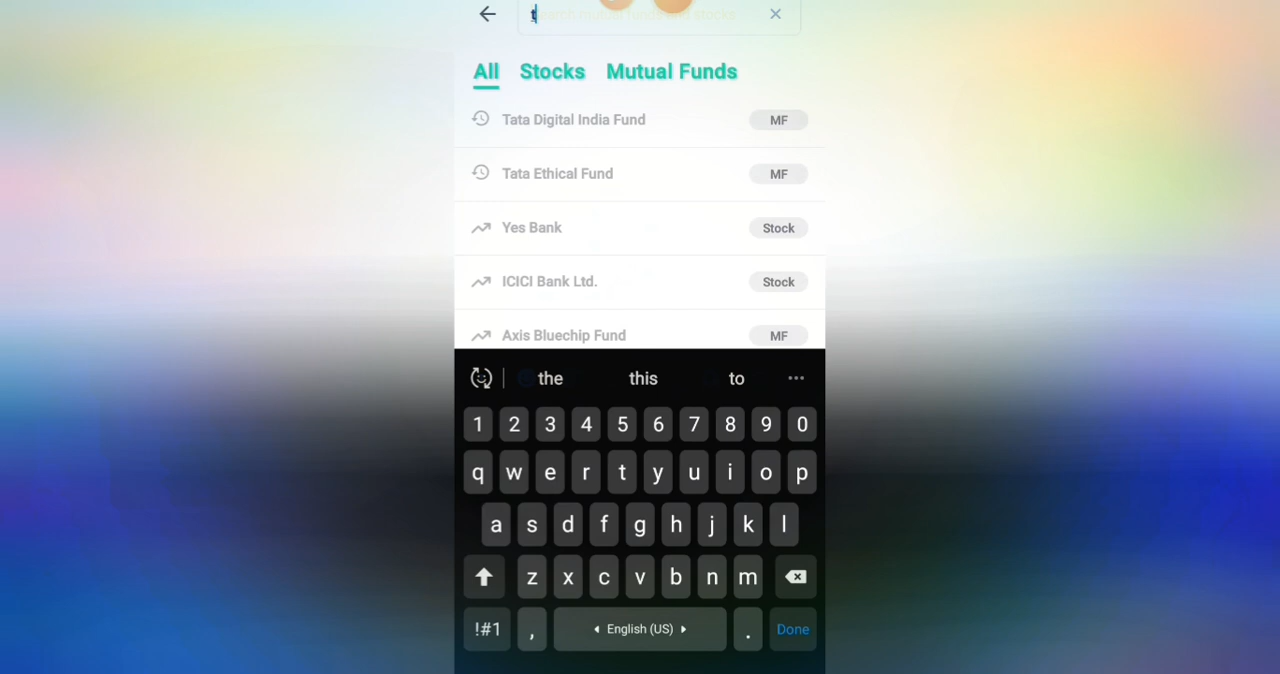 t
All Stocks Mutual Funds
Tata Digital India Fund MF
Tata Ethical Fund MF
Yes Bank Stock
ICICI Bank Ltd. Stock
Axis Bluechip Fund MF
the this to
1 2 3 4 5 6 7 8 9 0
q w e r t y u i o p
a s d f g h j k l
z x c v b n m
!#1 , English (US) . Done